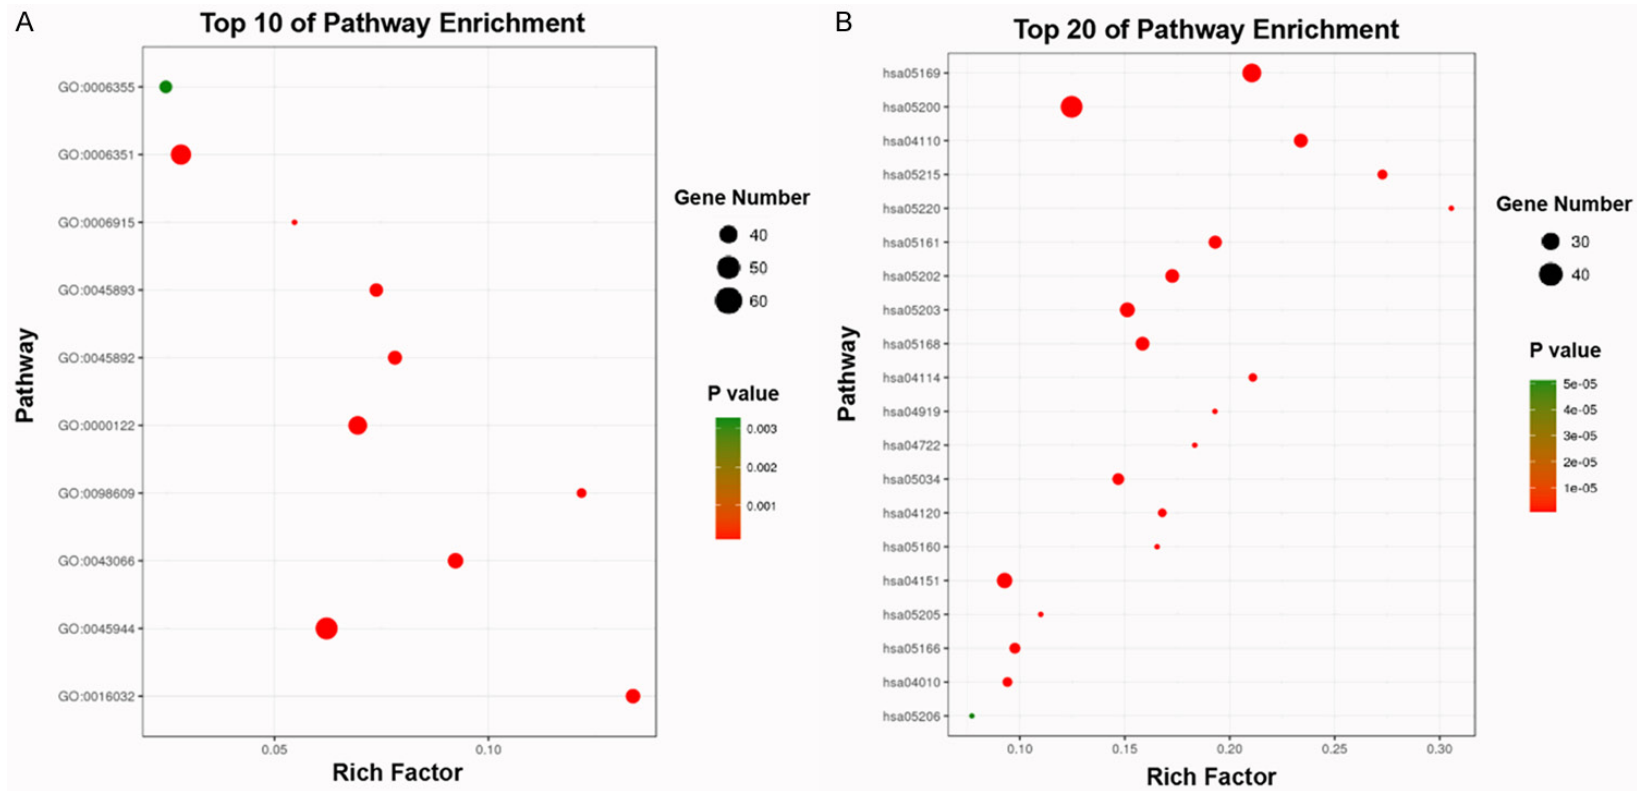 A
Top 10 of Pathway Enrichment
GO:0006355
GO:0006351
GO:0006915
GO:0045893
GO:0045892
GO:0000122
GO:0098609
GO:0043066
GO:0045944
GO:0016032
Pathway
0.05
0.10
Rich Factor
Gene Number
40
50
60
P value
0.003
0.002
0.001
B
Top 20 of Pathway Enrichment
hsa05169
hsa05200
hsa04110
hsa05215
hsa05220
hsa05161
hsa05202
hsa05203
hsa05168
hsa04114
hsa04919
hsa04722
hsa05034
hsa04120
hsa05160
hsa04151
hsa05205
hsa05166
hsa04010
hsa05206
Pathway
0.10
0.15
0.20
0.25
0.30
Rich Factor
Gene Number
30
40
P value
5e-05
4e-05
3e-05
2e-05
1e-05